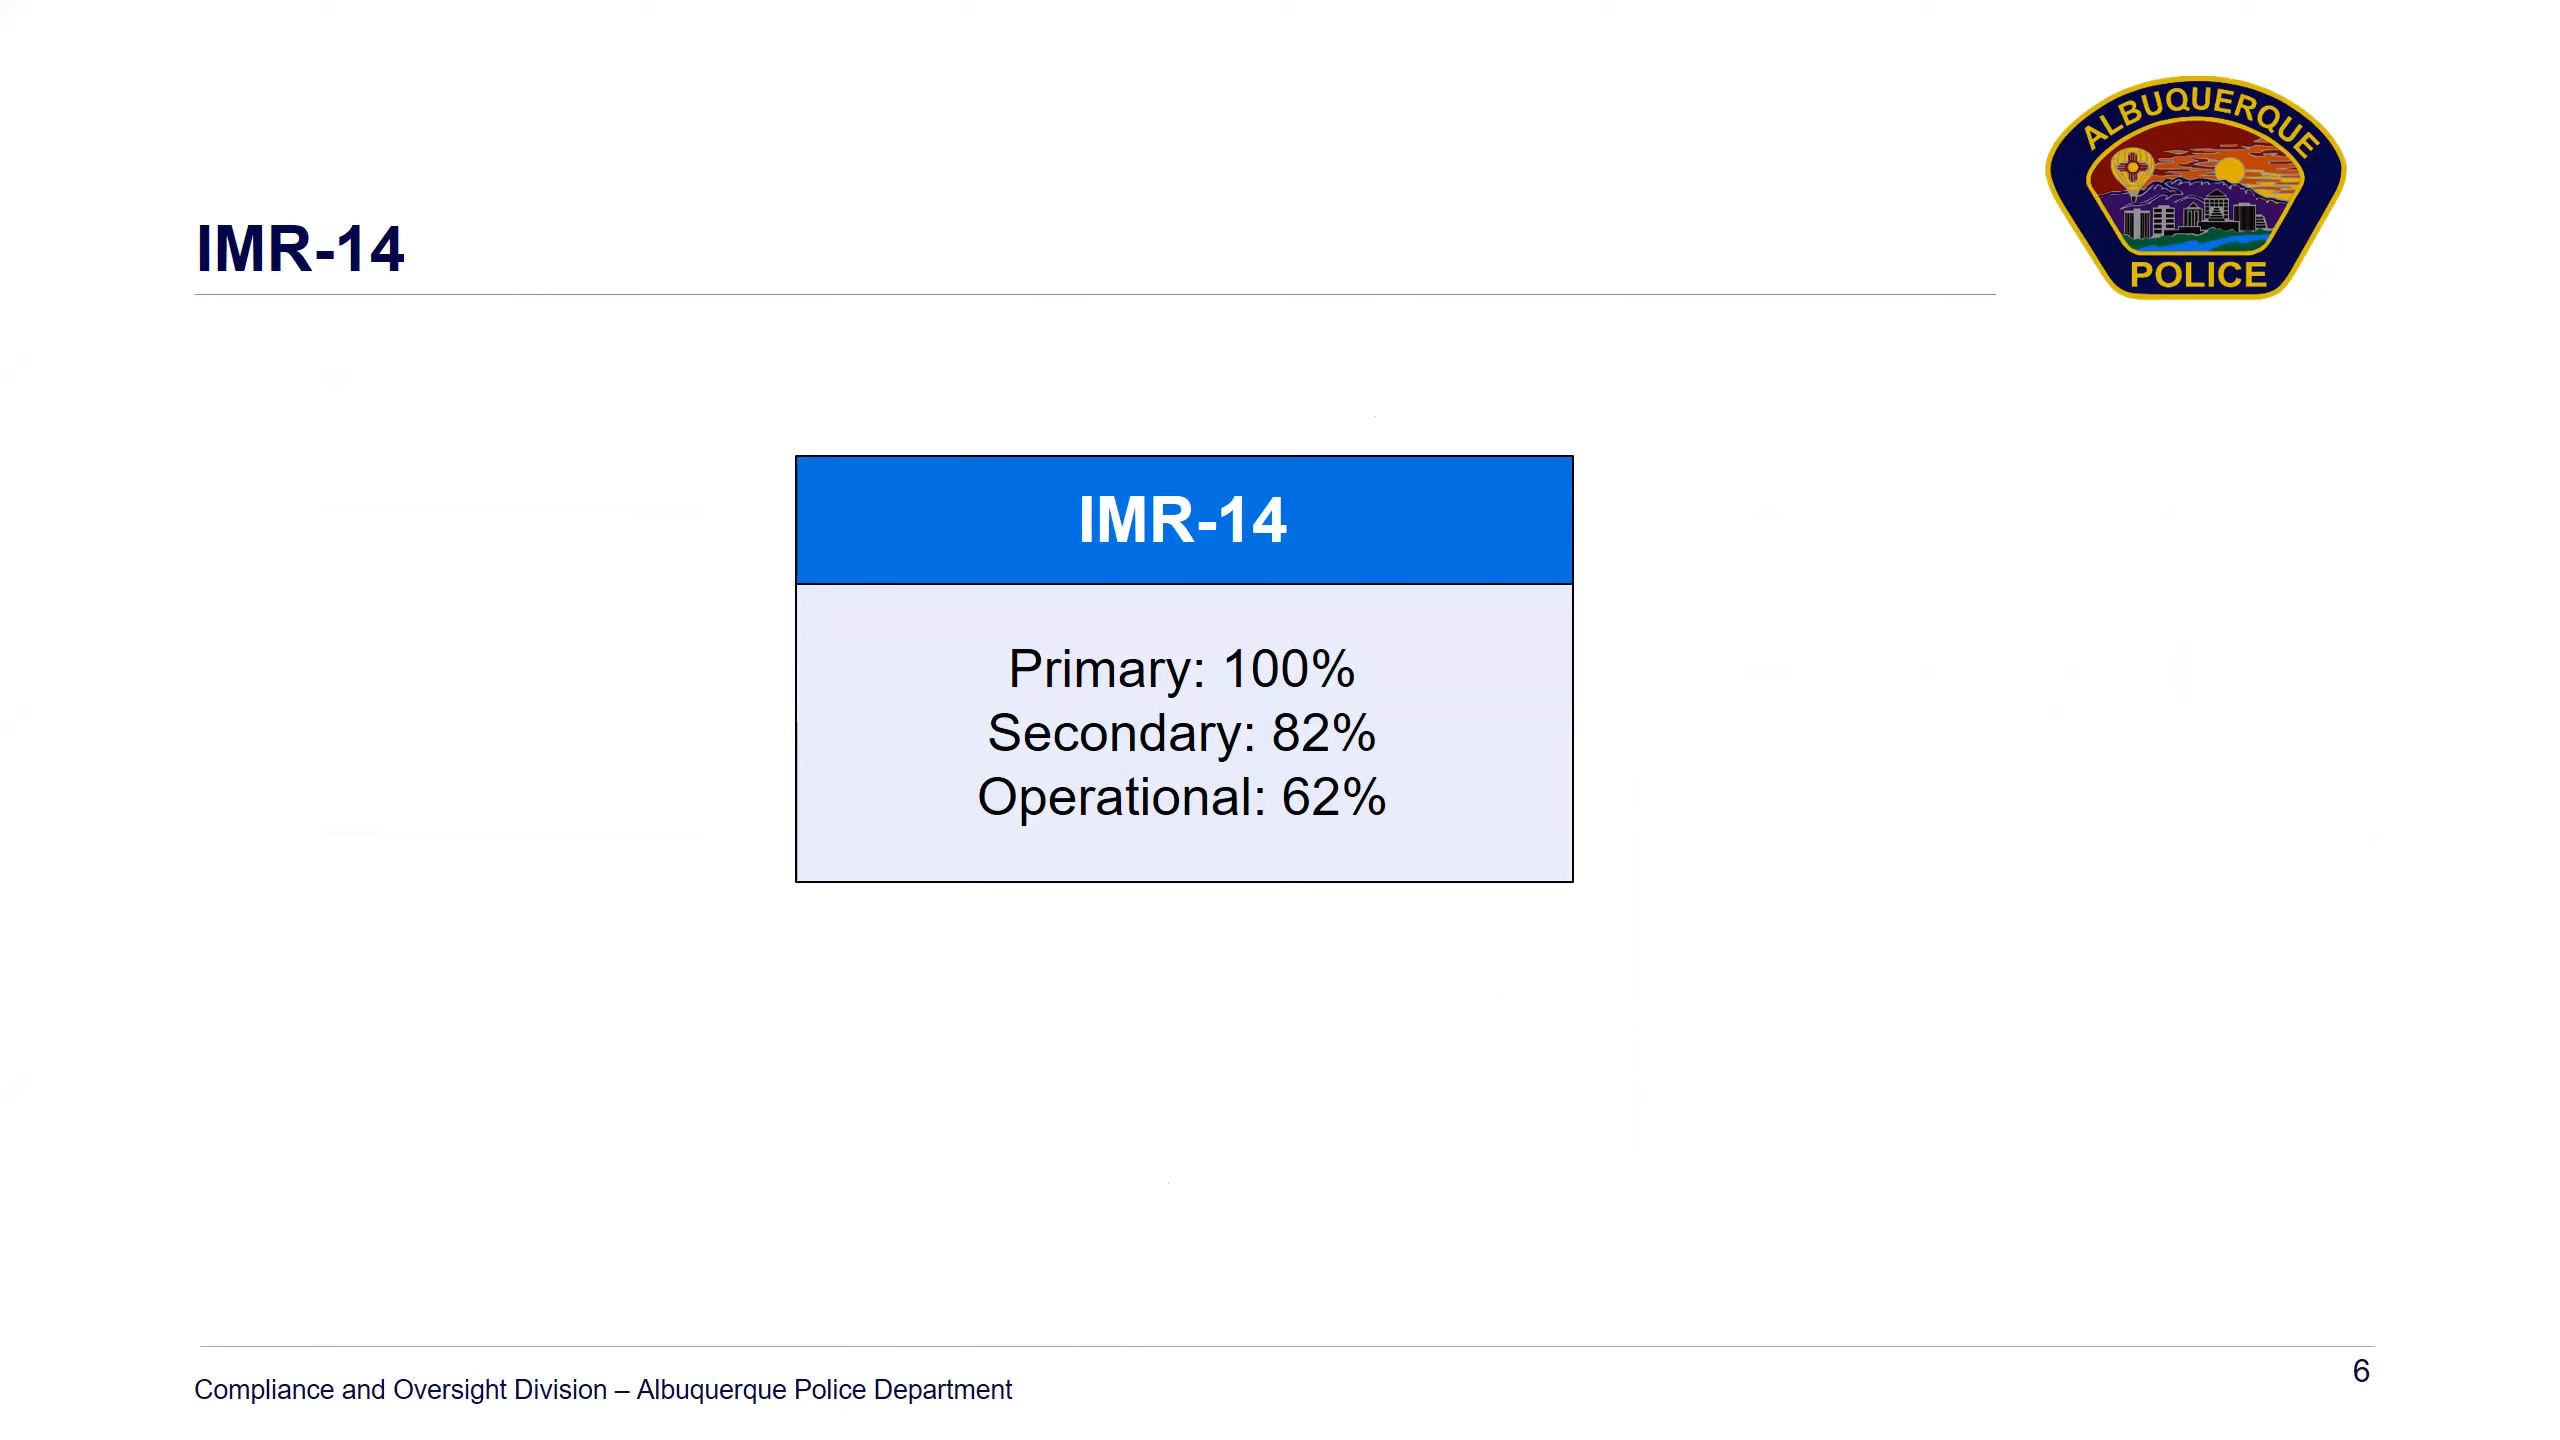 ALBUQUERQUE
POLICE
IMR-14
IMR-14
Primary: 100%
Secondary: 82%
Operational: 62%
Compliance and Oversight Division – Albuquerque Police Department
6